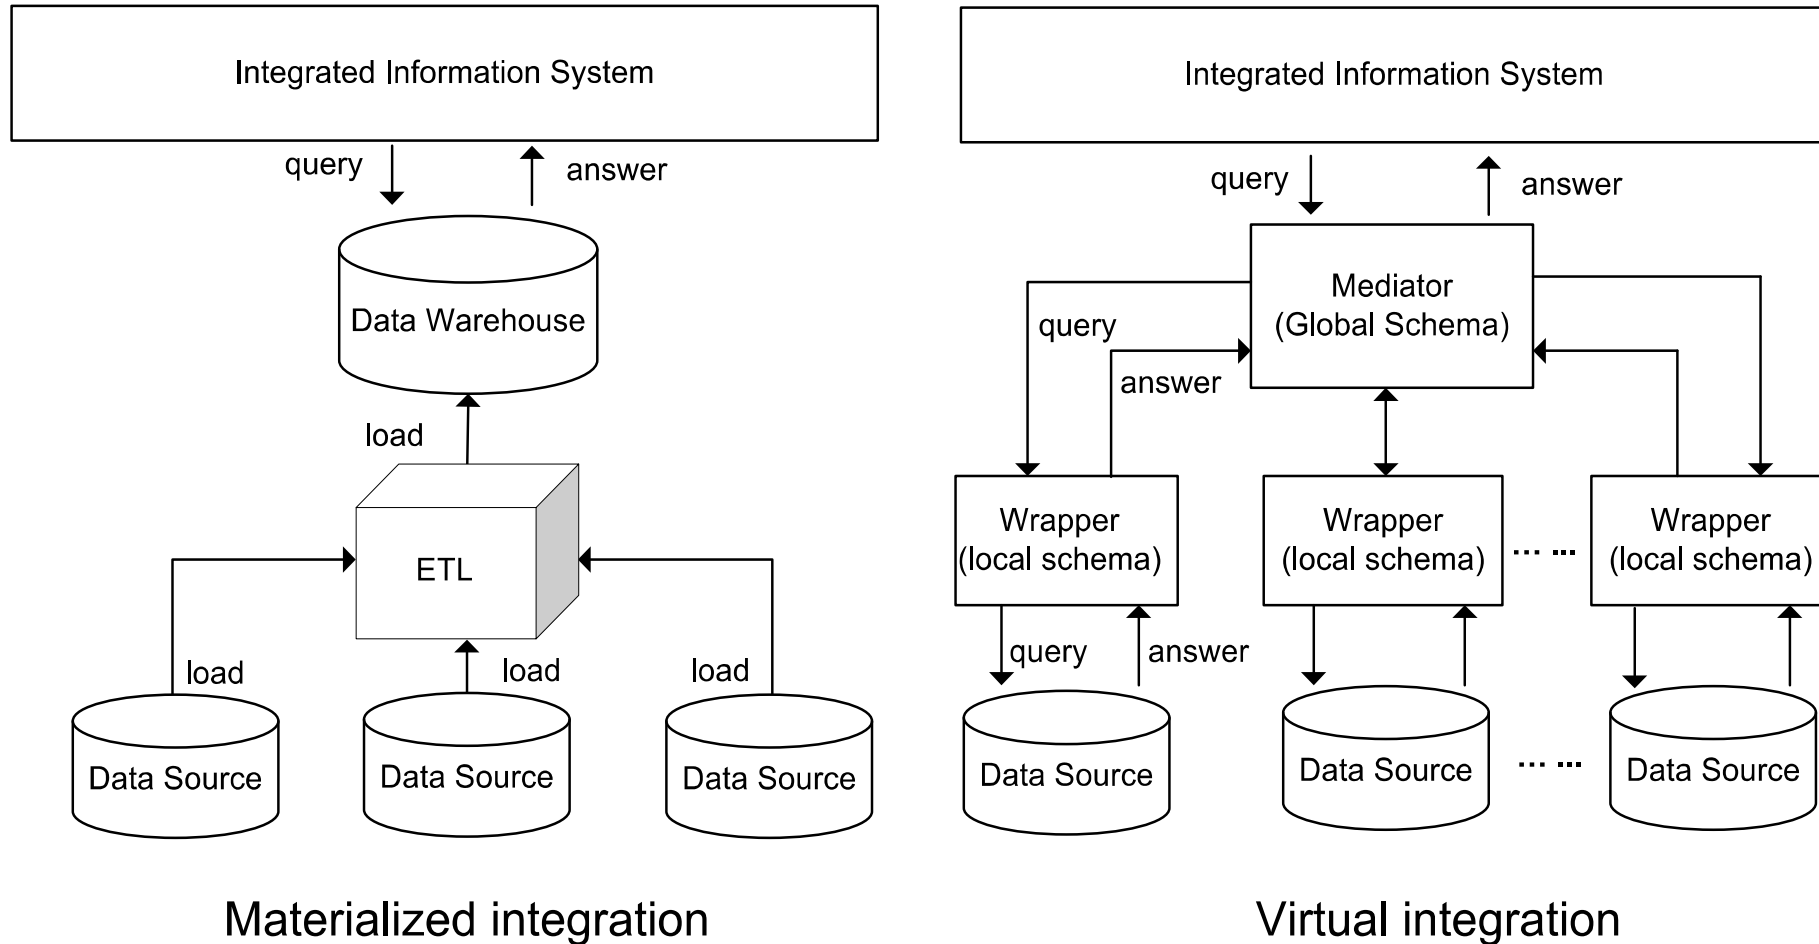 Integrated Information System
query
answer
Data Warehouse
load
ETL
load
load
load
Data Source
Data Source
Data Source
Materialized integration
Integrated Information System
query
answer
Mediator
(Global Schema)
query
answer
Wrapper
(local schema)
Wrapper
(local schema)
... ...
Wrapper
(local schema)
query
answer
Data Source
Data Source
... ...
Data Source
Virtual integration